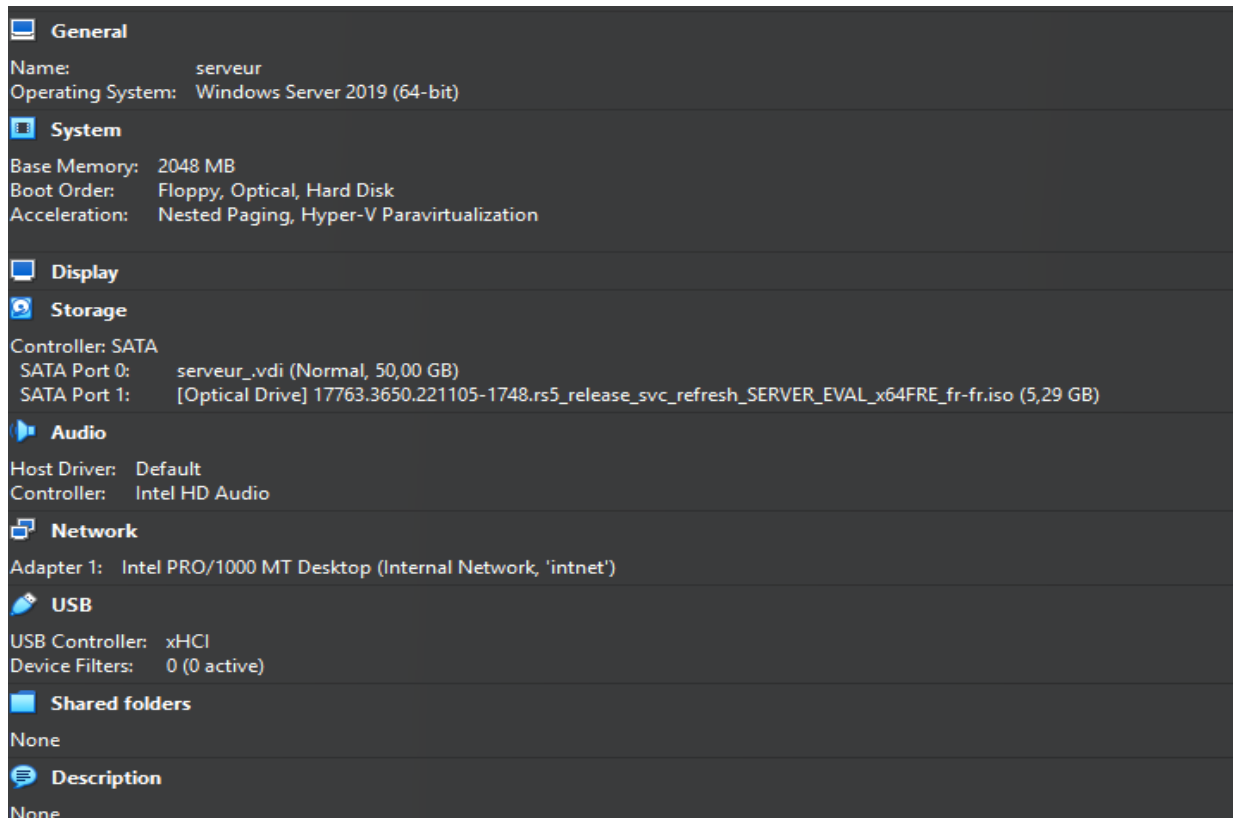 General
Name: serveur
Operating System: Windows Server 2019 (64-bit)
System
Base Memory: 2048 MB
Boot Order: Floppy, Optical, Hard Disk
Acceleration: Nested Paging, Hyper-V Paravirtualization
Display
Storage
Controller: SATA
SATA Port 0: serveur_.vdi (Normal, 50,00 GB)
SATA Port 1: [Optical Drive] 17763.3650.221105-1748.rs5_release_svc_refresh_SERVER_EVAL_x64FRE_fr-fr.iso (5,29 GB)
Audio
Host Driver: Default
Controller: Intel HD Audio
Network
Adapter 1: Intel PRO/1000 MT Desktop (Internal Network, 'intnet')
USB
USB Controller: xHCI
Device Filters: 0 (0 active)
Shared folders
None
Description
None